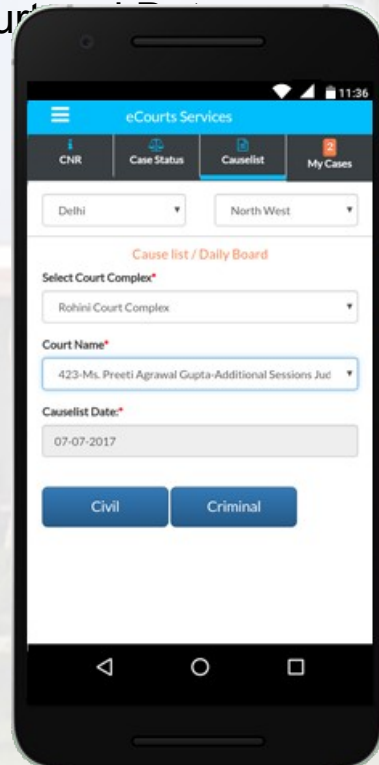 11:36
eCourts Services
CNR Case Status Causelist 2 My Cases
Delhi North West
Cause list / Daily Board
Select Court Complex*
Rohini Court Complex
Court Name*
423-Ms. Preeti Agrawal Gupta-Additional Sessions Jud
Causelist Date:*
07-07-2017
Civil Criminal